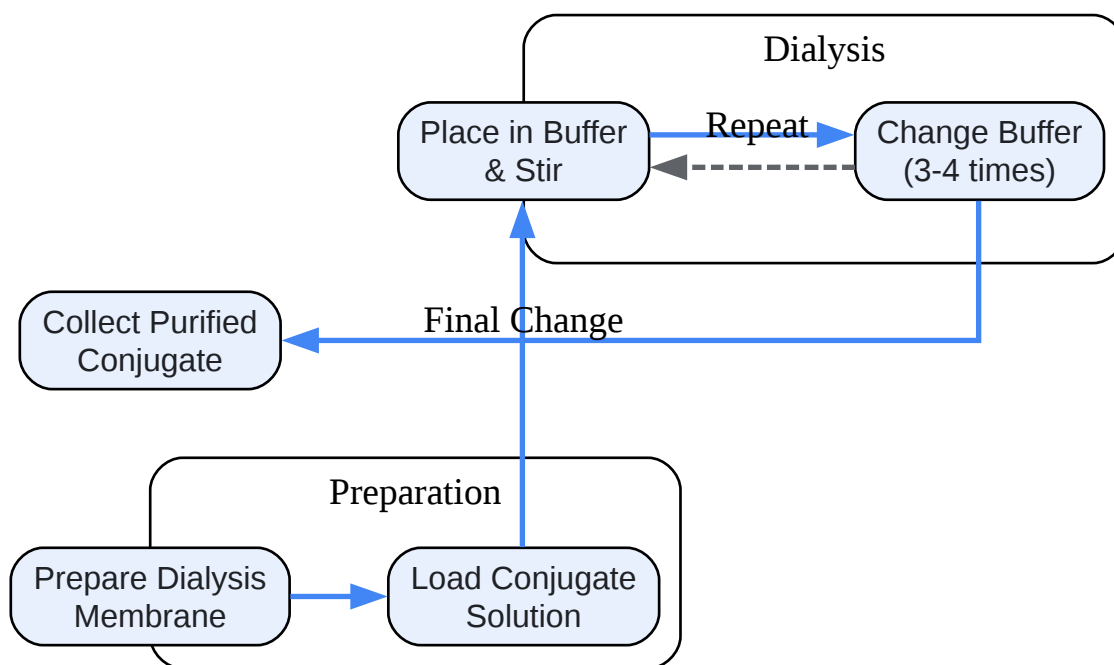 Dialysis
Place in Buffer
& Stir
Repeat
Change Buffer
(3-4 times)
Collect Purified
Conjugate
Final Change
Preparation
Prepare Dialysis
Membrane
Load Conjugate
Solution